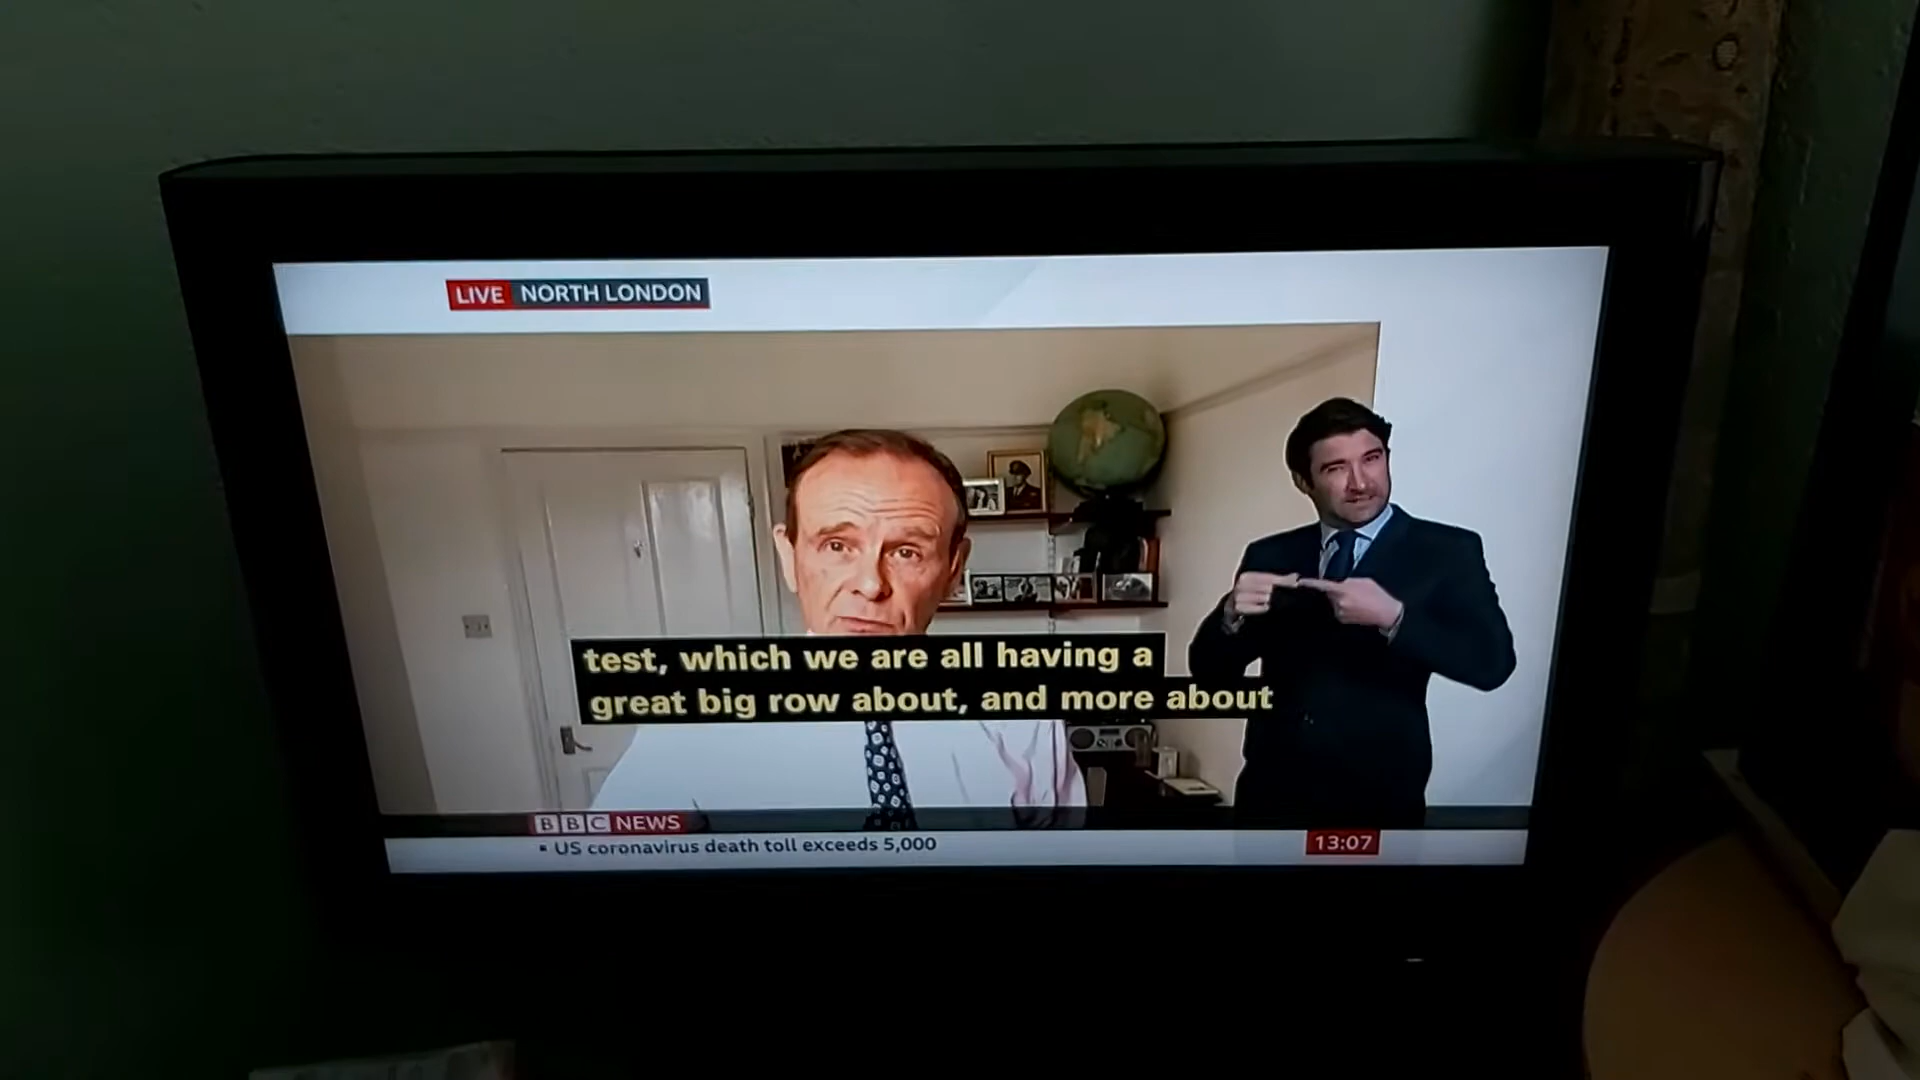 LIVE NORTH LONDON
test, which we are all having a
great big row about, and more about
BBC NEWS
▪ US coronavirus death toll exceeds 5,000
13:07